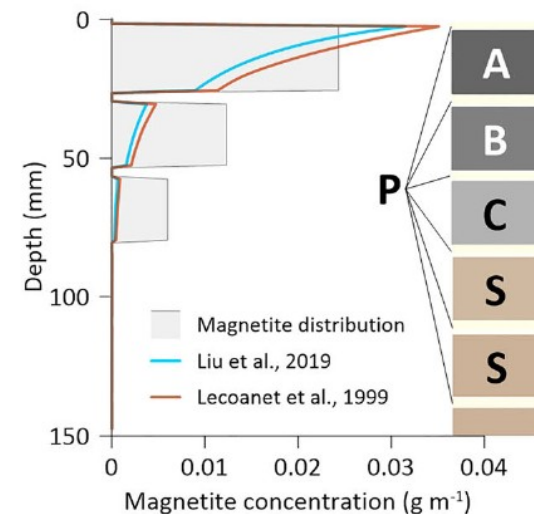 0
50
100
150
Depth (mm)
A
B
C
S
S
P
Magnetite distribution
Liu et al., 2019
Lecoanet et al., 1999
0
0.01
0.02
0.03
0.04
Magnetite concentration (g m⁻¹)